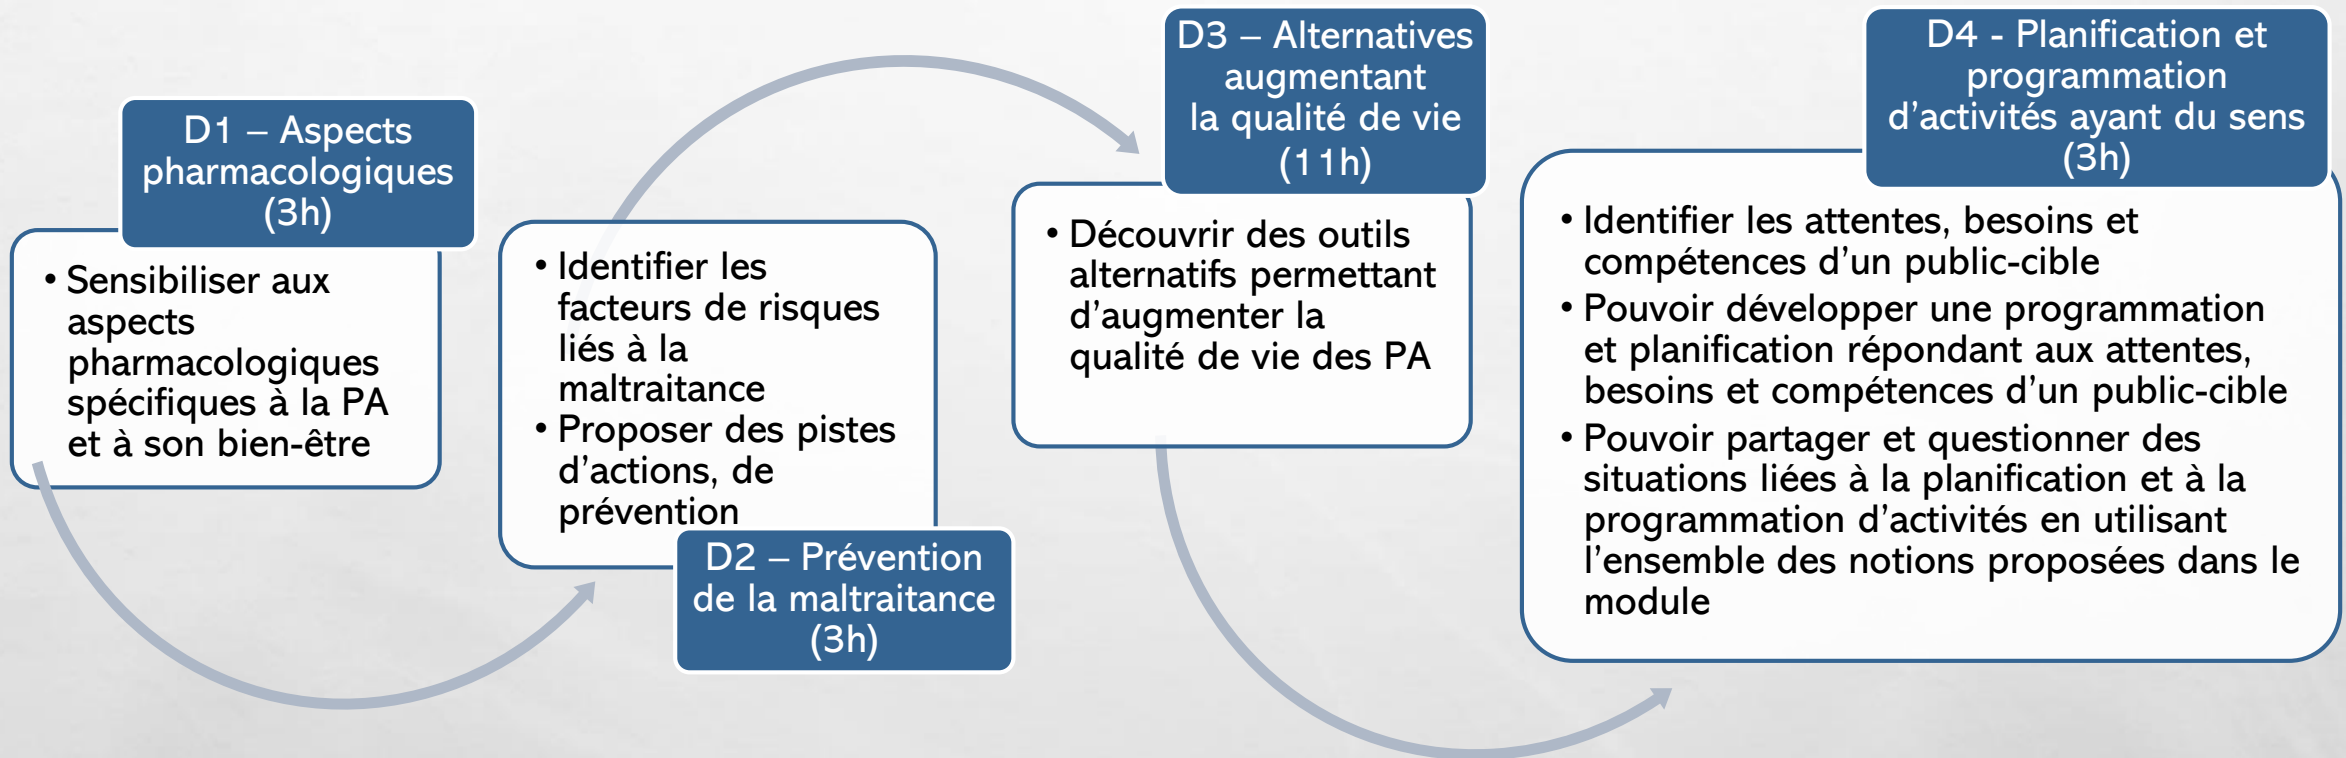 D1 – Aspects
pharmacologiques
(3h)
• Sensibiliser aux
aspects
pharmacologiques
spécifiques à la PA
et à son bien-être
• Identifier les
facteurs de risques
liés à la
maltraitance
• Proposer des pistes
d’actions, de
prévention
D2 – Prévention
de la maltraitance
(3h)
D3 – Alternatives
augmentant
la qualité de vie
(11h)
• Découvrir des outils
alternatifs permettant
d’augmenter la
qualité de vie des PA
D4 - Planification et
programmation
d’activités ayant du sens
(3h)
• Identifier les attentes, besoins et
compétences d’un public-cible
• Pouvoir développer une programmation
et planification répondant aux attentes,
besoins et compétences d’un public-cible
• Pouvoir partager et questionner des
situations liées à la planification et à la
programmation d’activités en utilisant
l’ensemble des notions proposées dans le
module